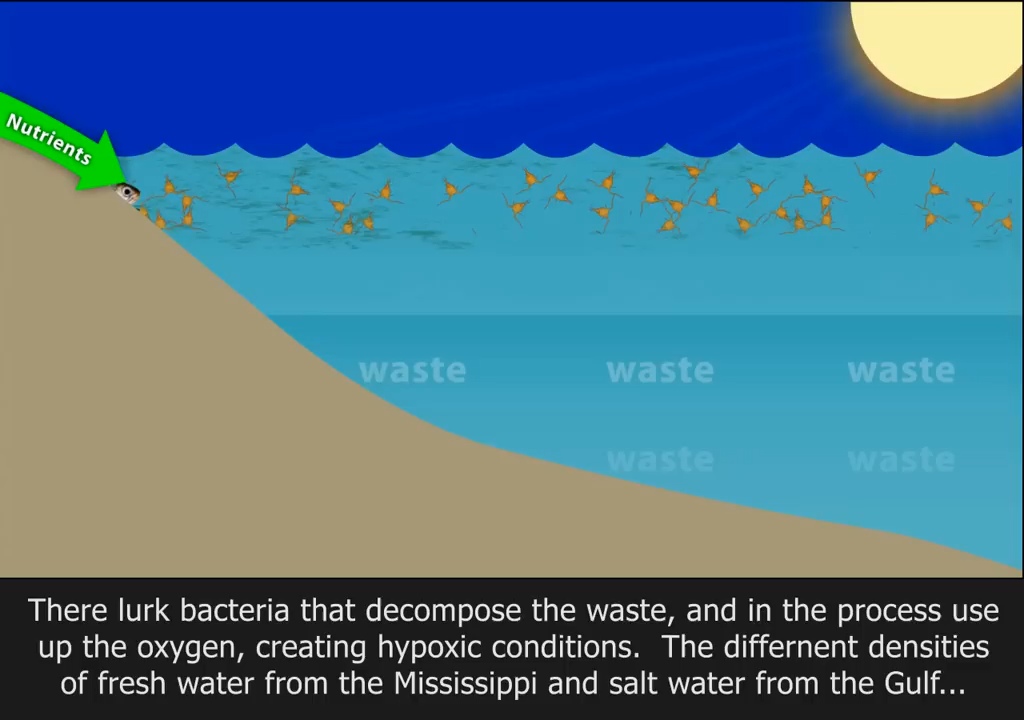 Nutrients
waste waste waste
waste waste
There lurk bacteria that decompose the waste, and in the process use
up the oxygen, creating hypoxic conditions.  The differnent densities
of fresh water from the Mississippi and salt water from the Gulf...